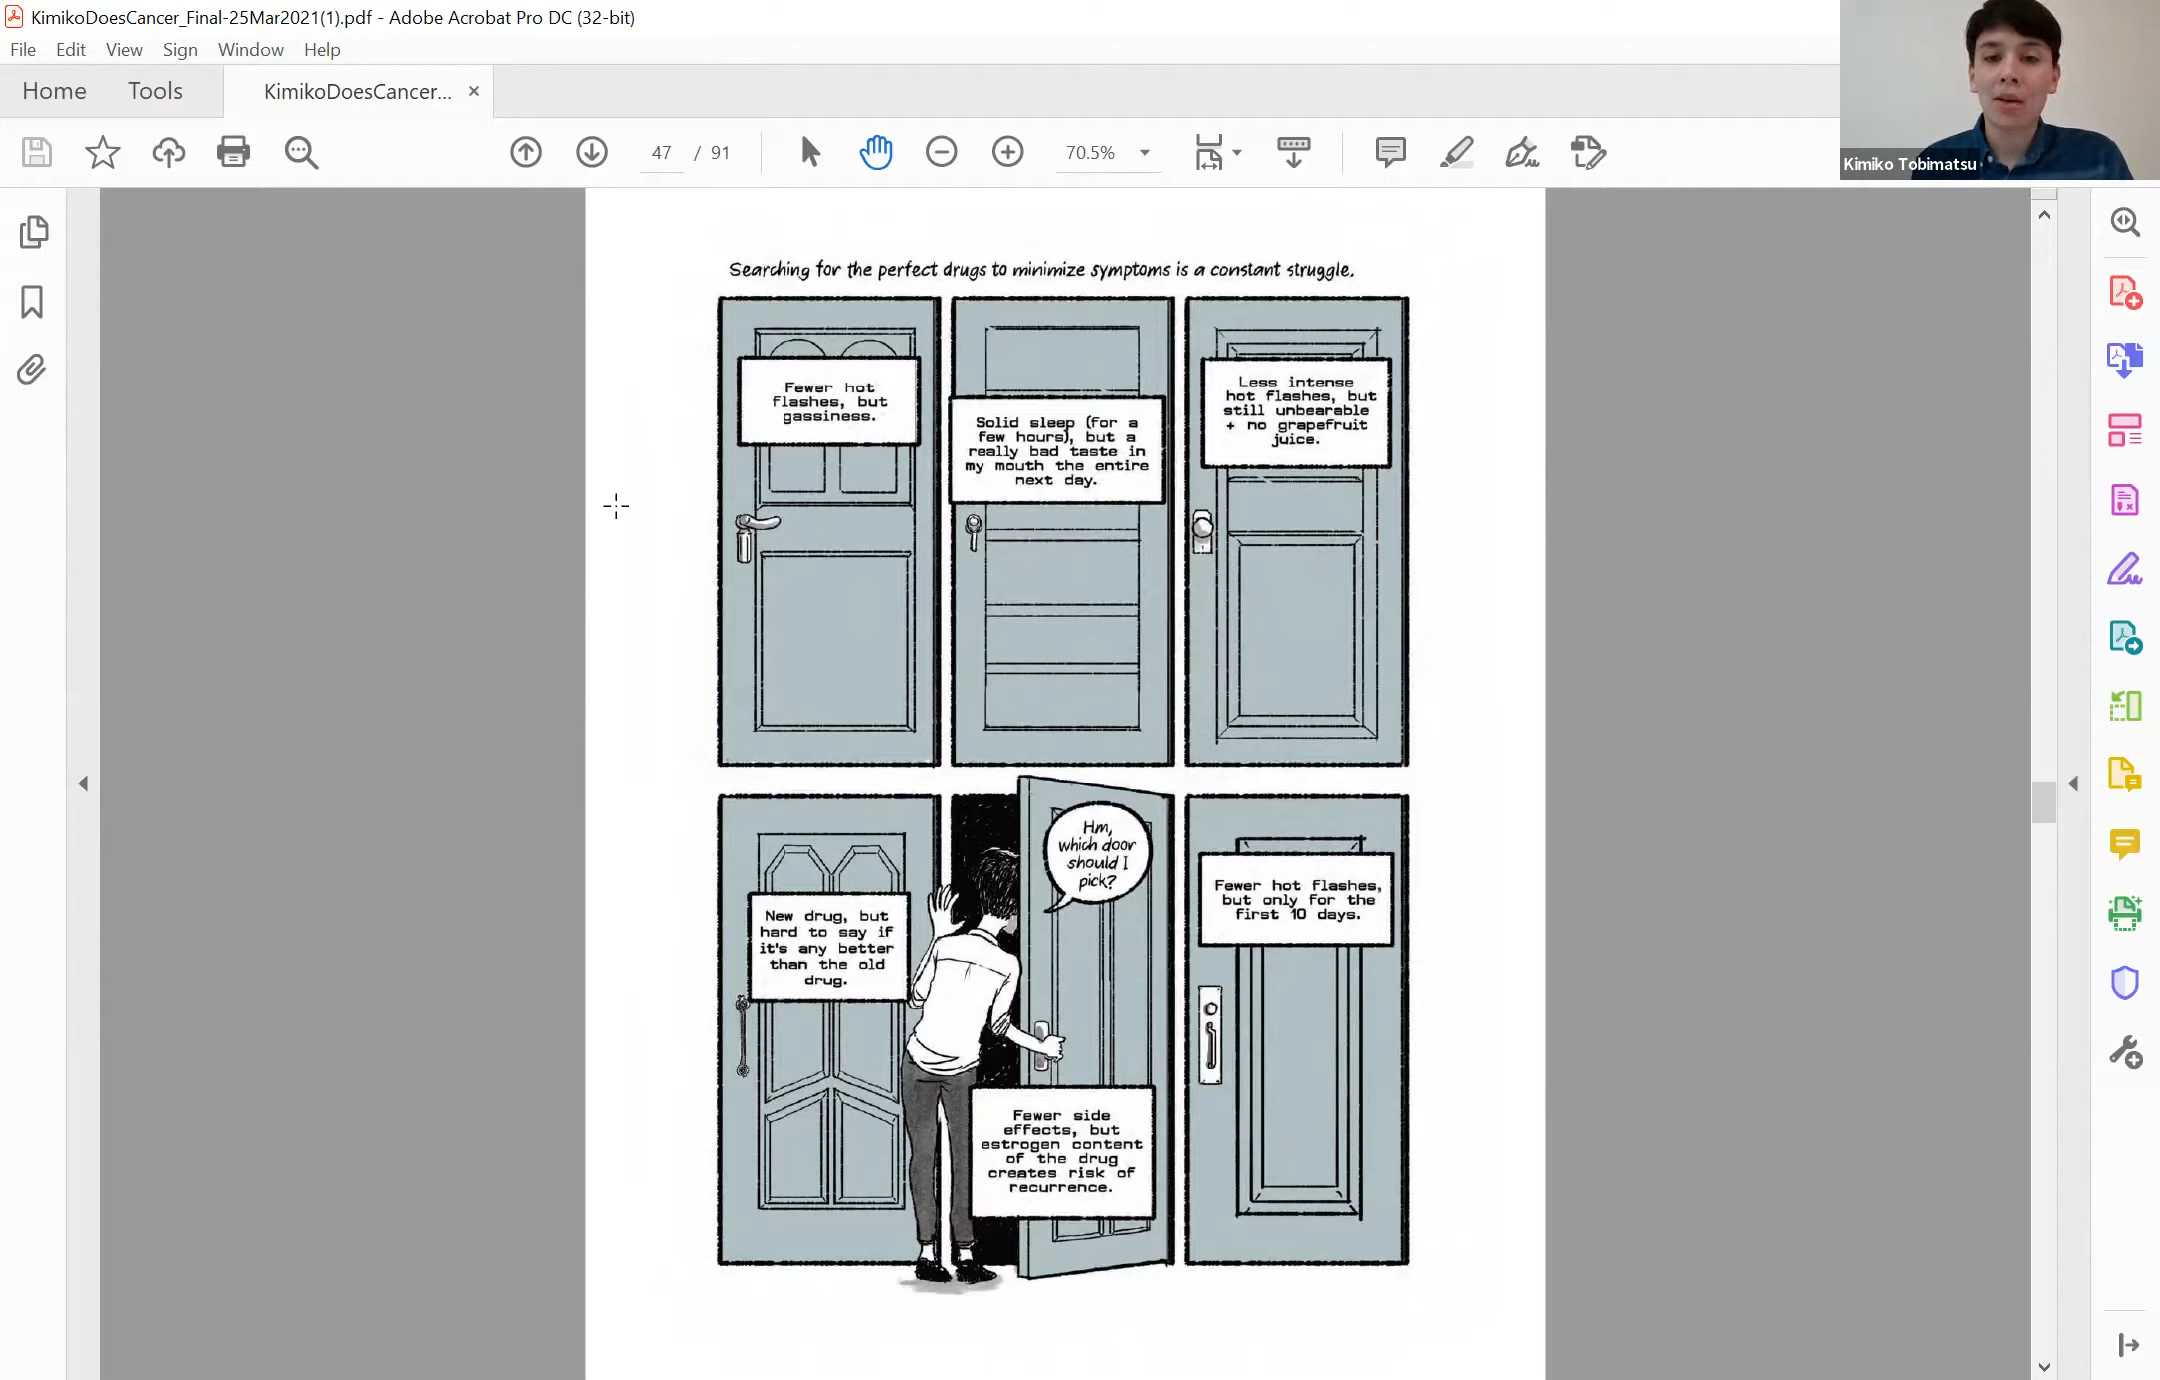 KimikoDoesCancer_Final-25Mar2021(1).pdf - Adobe Acrobat Pro DC (32-bit)
File Edit View Sign Window Help
Home Tools KimikoDoesCancer... ×
47 / 91 70.5%
Kimiko Tobimatsu
Searching for the perfect drugs to minimize symptoms is a constant struggle.
Fewer hot
flashes, but
gassiness.
Solid sleep (for a
few hours), but a
really bad taste in
my mouth the entire
next day.
Less intense
hot flashes, but
still unbearable
+ no grapefruit
juice.
New drug, but
hard to say if
it's any better
than the old
drug.
Hm,
which door
should I
pick?
Fewer side
effects, but
estrogen content
of the drug
creates risk of
recurrence.
Fewer hot flashes,
but only for the
first 10 days.